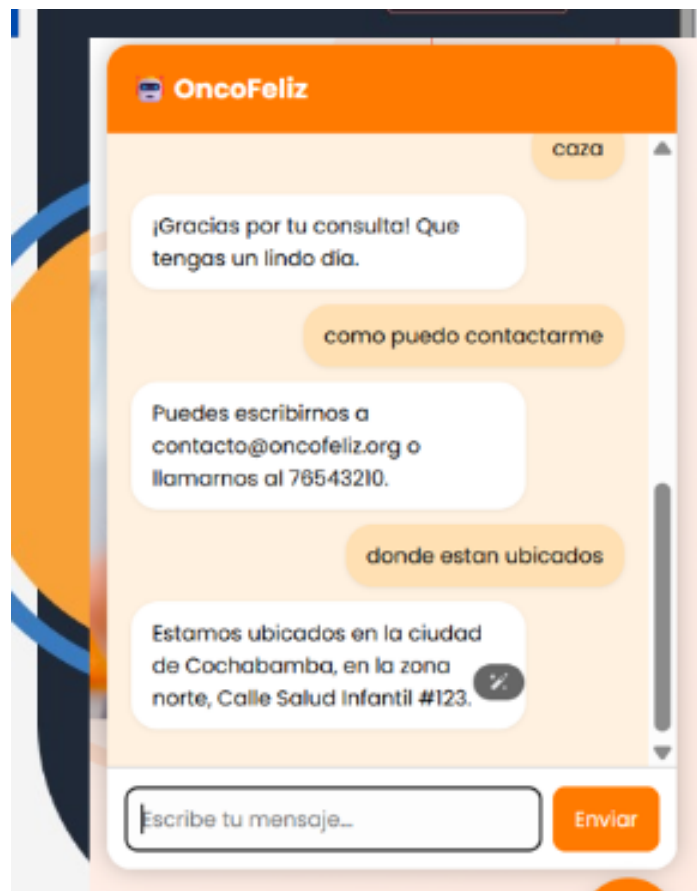 OncoFeliz
caza
¡Gracias por tu consulta! Que
tengas un lindo día.
como puedo contactarme
Puedes escribirnos a
contacto@oncofeliz.org o
llamarnos al 76543210.
donde estan ubicados
Estamos ubicados en la ciudad
de Cochabamba, en la zona
norte, Calle Salud Infantil #123.
Escribe tu mensaje...
Enviar